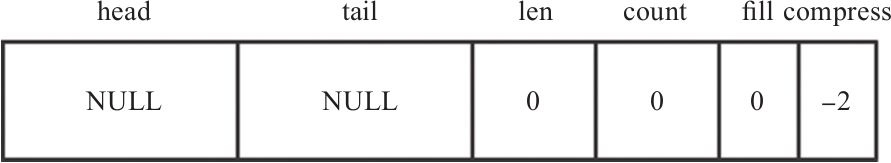 head tail len count fill compress
NULL NULL 0 0 0 –2